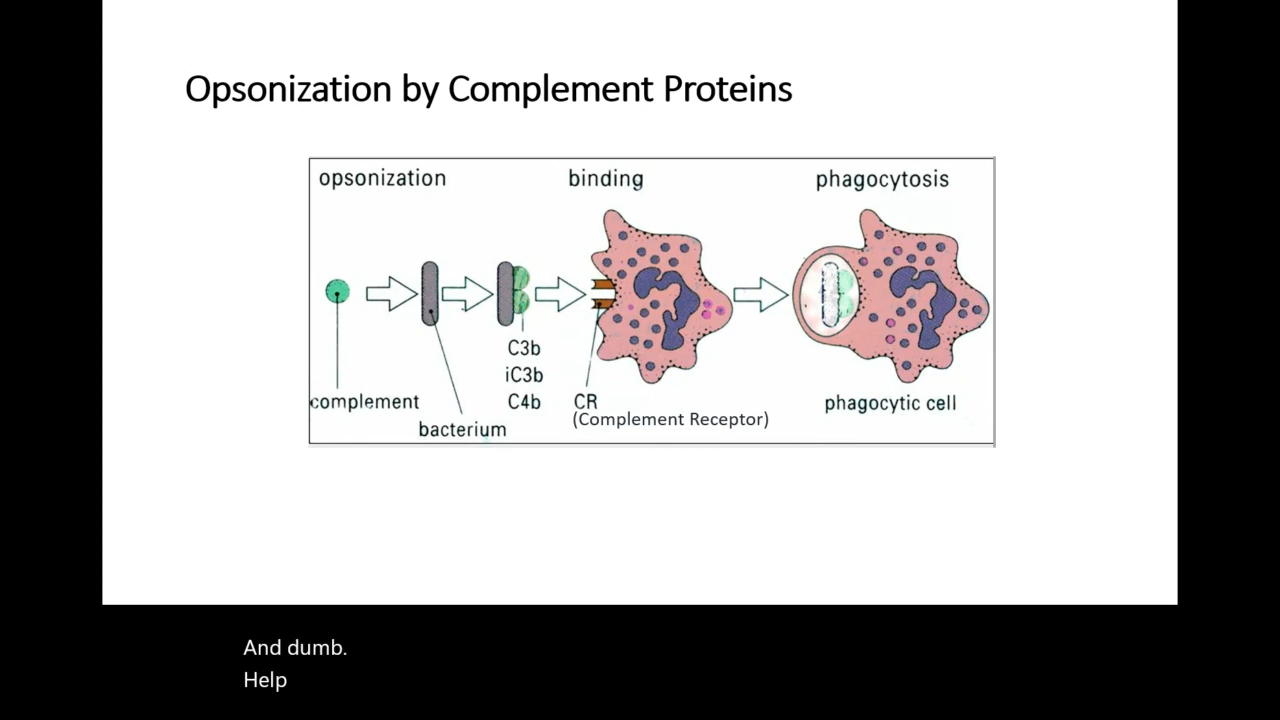 Opsonization by Complement Proteins
opsonization
binding
phagocytosis
C3b
iC3b
complement
C4b
CR
phagocytic cell
(Complement Receptor)
bacterium
And dumb.
Help